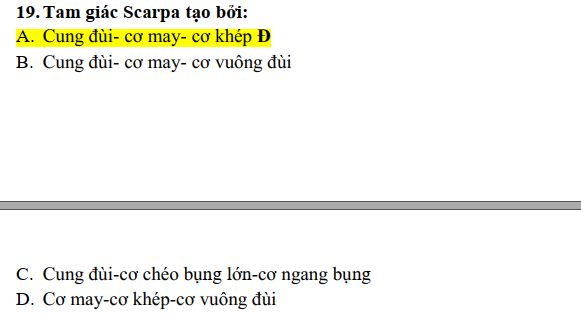 19. Tam giác Scarpa tạo bởi:
A. Cung đùi- cơ may- cơ khép Đ
B. Cung đùi- cơ may- cơ vuông đùi
C. Cung đùi-cơ chéo bụng lớn-cơ ngang bụng
D. Cơ may-cơ khép-cơ vuông đùi